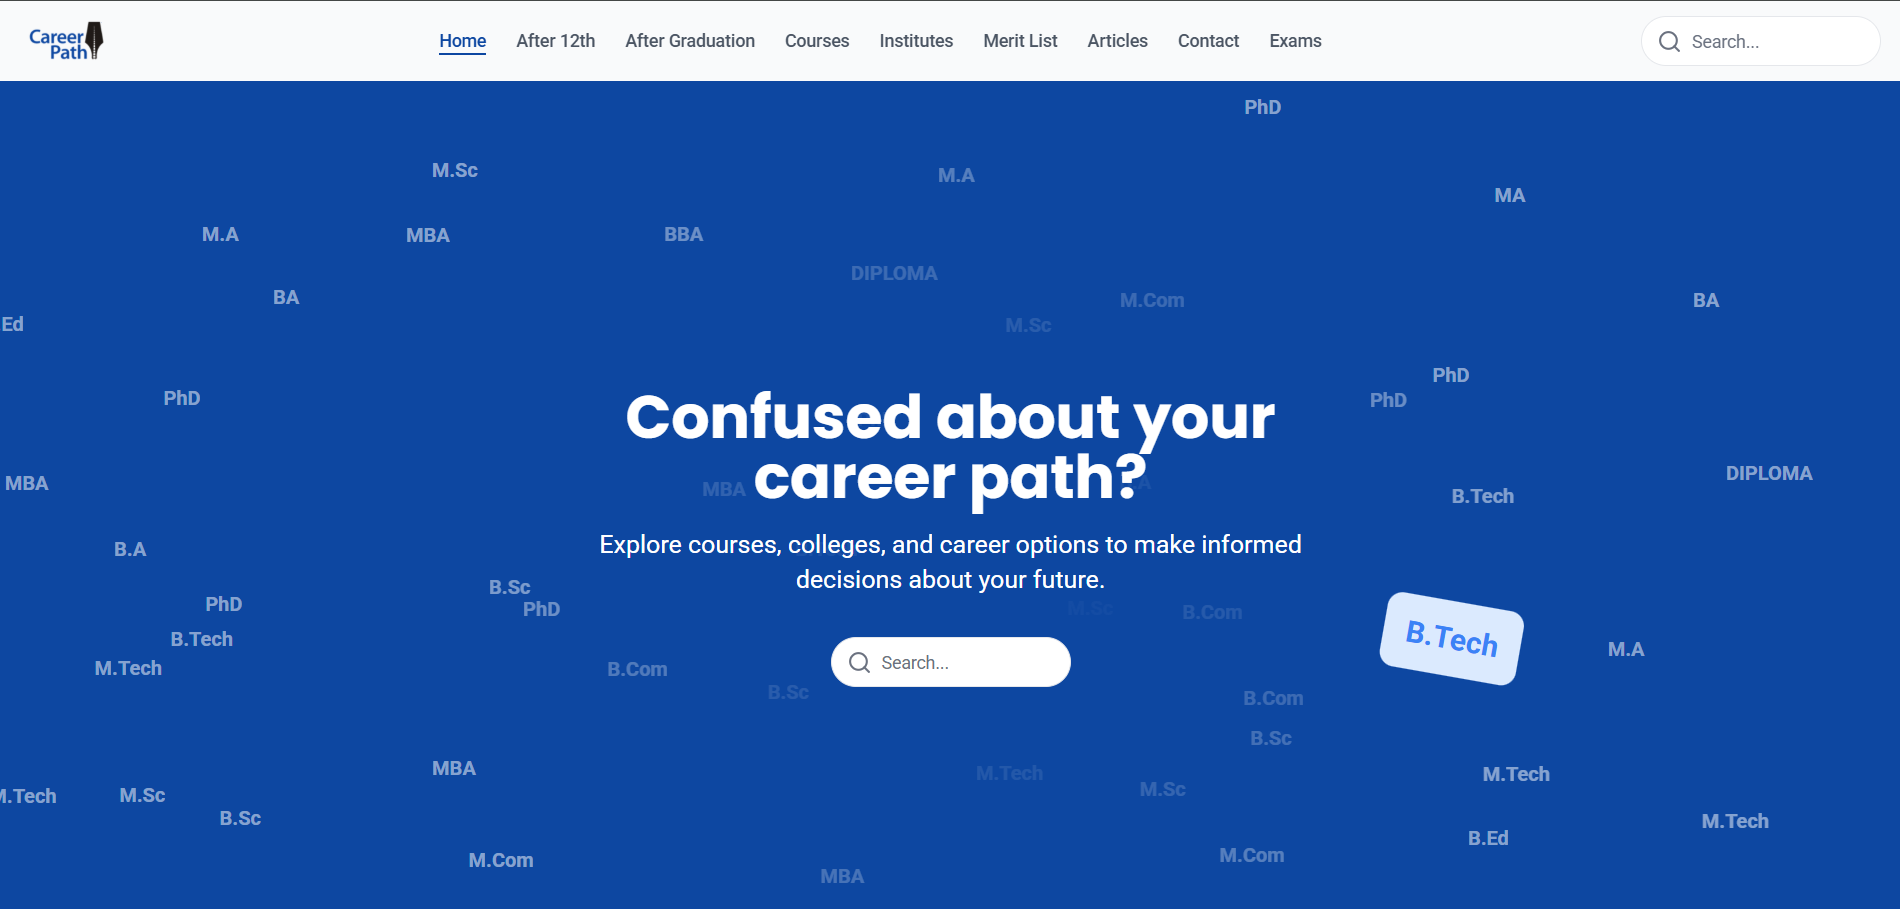 Career
Path
Home After 12th After Graduation Courses Institutes Merit List Articles Contact Exams
Search...
PhD
M.Sc
M.A
MA
M.A
MBA
BBA
DIPLOMA
BA
M.Com
BA
Ed
M.Sc
PhD
PhD
PhD
Confused about your
career path?
MBA
MBA
DIPLOMA
B.Tech
Explore courses, colleges, and career options to make informed
decisions about your future.
B.A
B.Sc
PhD
PhD
M.Sc
B.Com
B.Tech
B.Tech
M.A
M.Tech
B.Com
Search...
B.Sc
B.Com
B.Sc
MBA
M.Tech
M.Tech
M.Sc
M.Tech
M.Sc
B.Sc
M.Tech
B.Ed
M.Com
M.Com
MBA